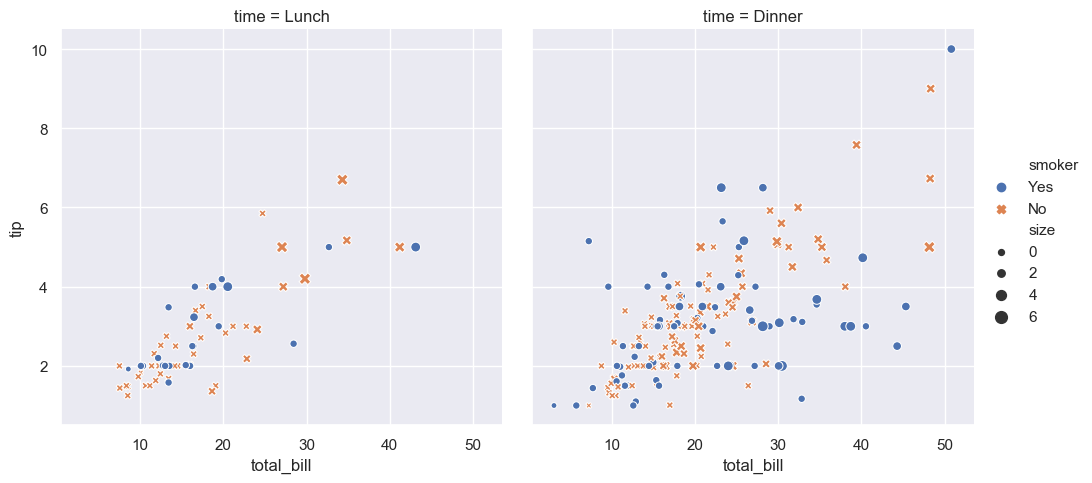 time = Lunch
time = Dinner
10
8
6
4
2
tip
10 20 30 40 50
10 20 30 40 50
total_bill
total_bill
smoker
Yes
No
size
0
2
4
6